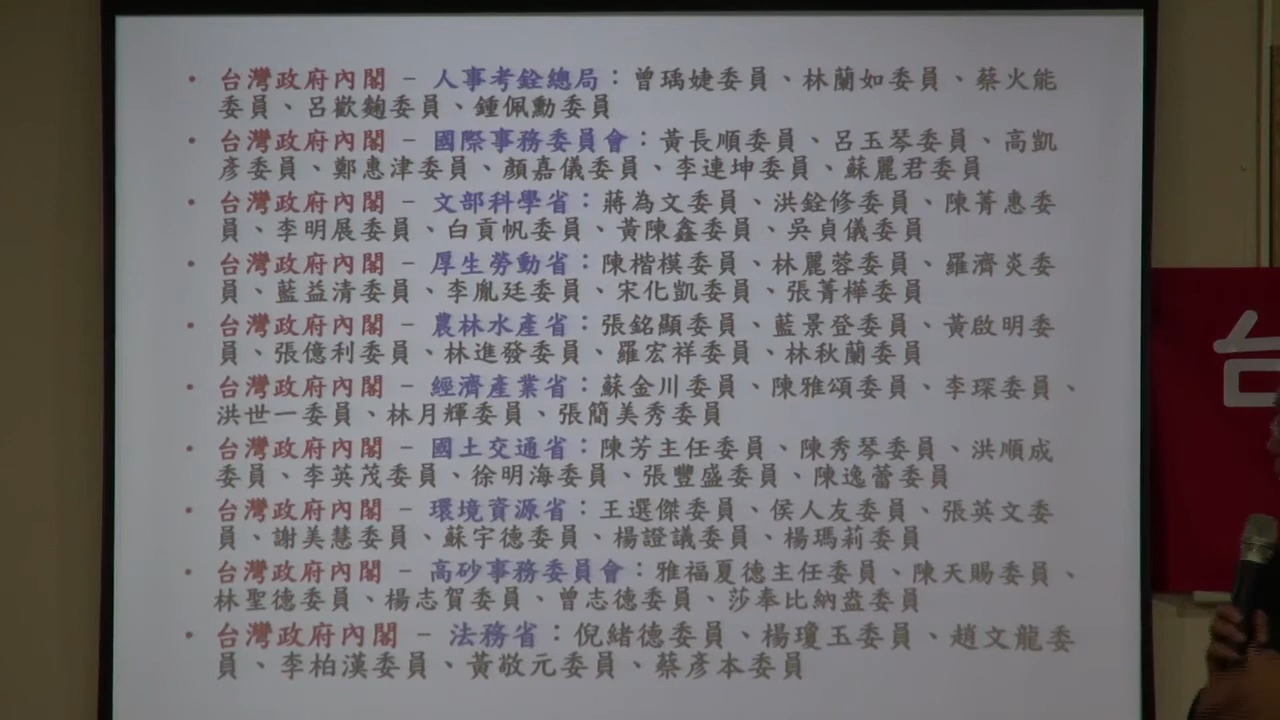 • 台灣政府內閣 – 人事考銓總局：曾瑀婕委員、林蘭如委員、蔡火能
委員、呂歡麴委員、鍾佩勳委員
• 台灣政府內閣 – 國際事務委員會：黃長順委員、呂玉琴委員、高凱
彥委員、鄭惠津委員、顏嘉儀委員、李連坤委員、蘇麗君委員
• 台灣政府內閣 – 文部科學省：蔣為文委員、洪銓修委員、陳菁惠委
員、李明展委員、白貢帆委員、黃陳鑫委員、吳貞儀委員
• 台灣政府內閣 – 厚生勞動省：陳楷模委員、林麗蓉委員、羅濟炎委
員、藍益清委員、李胤廷委員、宋化凱委員、張菁樺委員
• 台灣政府內閣 – 農林水產省：張銘顯委員、藍景登委員、黃啟明委
員、張億利委員、林進發委員、羅宏祥委員、林秋蘭委員
• 台灣政府內閣 – 經濟產業省：蘇金川委員、陳雅頌委員、李琛委員、
洪世一委員、林月輝委員、張簡美秀委員
• 台灣政府內閣 – 國土交通省：陳芳主任委員、陳秀琴委員、洪順成
委員、李英茂委員、徐明海委員、張豐盛委員、陳逸蕾委員
• 台灣政府內閣 – 環境資源省：王選傑委員、侯人友委員、張英文委
員、謝美慧委員、蘇宇德委員、楊證議委員、楊瑪莉委員
• 台灣政府內閣 – 高砂事務委員會：雅福夏德主任委員、陳天賜委員、
林聖德委員、楊志賀委員、曾志德委員、莎奉比納盎委員
• 台灣政府內閣 – 法務省：倪緒德委員、楊瓊玉委員、趙文龍委
員、李柏漢委員、黃敬元委員、蔡彥本委員
台